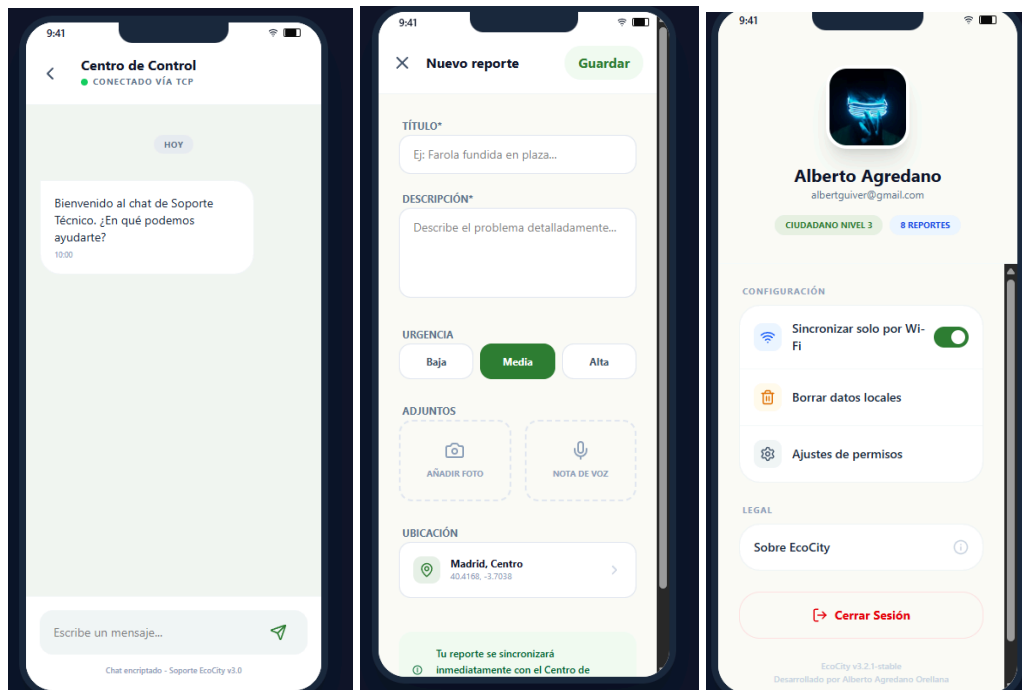 9:41
Centro de Control
CONECTADO VÍA TCP
HOY
Bienvenido al chat de Soporte
Técnico. ¿En qué podemos
ayudarte?
10:00
Escribe un mensaje...
Chat encriptado - Soporte EcoCity v3.0
9:41
Nuevo reporte
Guardar
TÍTULO*
Ej: Farola fundida en plaza...
DESCRIPCIÓN*
Describe el problema detalladamente...
URGENCIA
Baja
Media
Alta
ADJUNTOS
AÑADIR FOTO
NOTA DE VOZ
UBICACIÓN
Madrid, Centro
40.4168, -3.7038
Tu reporte se sincronizará
inmediatamente con el Centro de
9:41
Alberto Agredano
albertguiver@gmail.com
CIUDADANO NIVEL 3
8 REPORTES
CONFIGURACIÓN
Sincronizar solo por Wi-
Fi
Borrar datos locales
Ajustes de permisos
LEGAL
Sobre EcoCity
Cerrar Sesión
EcoCity v3.2.1-stable
Desarrollado por Alberto Agredano Orellana